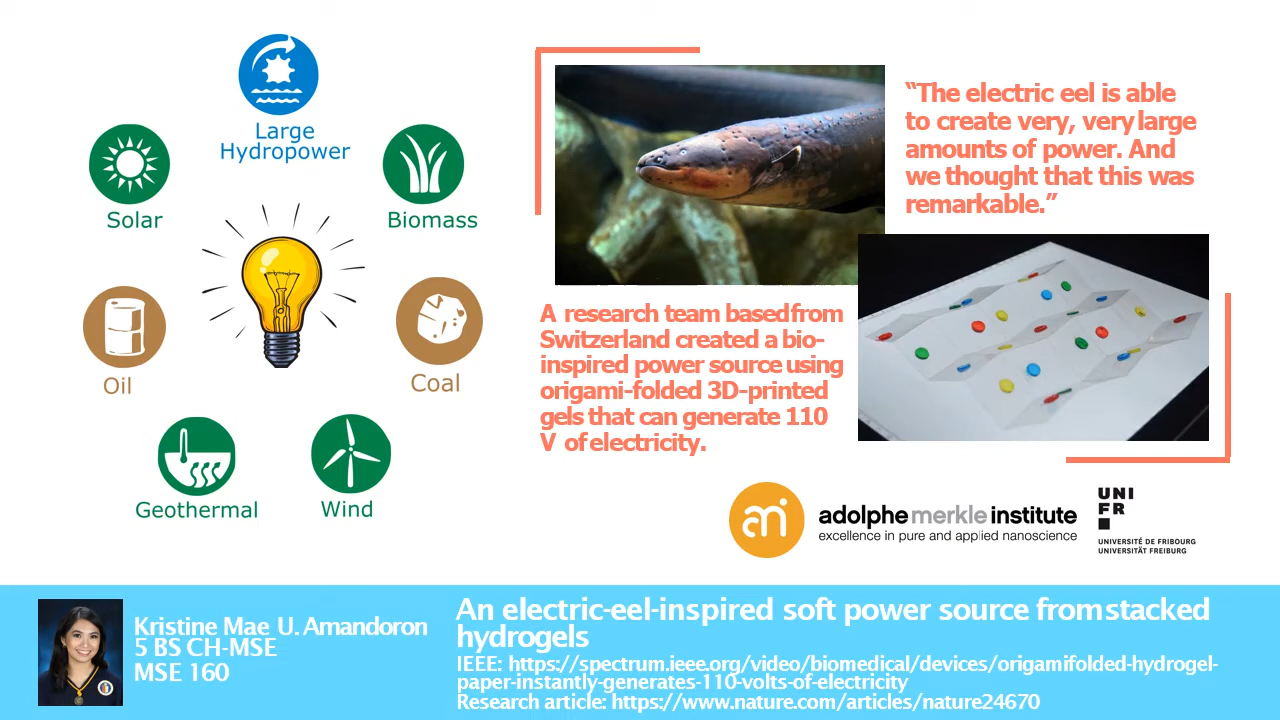 Large
Hydropower
Solar
Biomass
Oil
Coal
Geothermal
Wind
“The electric eel is able
to create very, very large
amounts of power. And
we thought that this was
remarkable.”
A research team based from
Switzerland created a bio-
inspired power source using
origami-folded 3D-printed
gels that can generate 110
V of electricity.
adolphe merkle institute
excellence in pure and applied nanoscience
UNI
FR
UNIVERSITÉ DE FRIBOURG
UNIVERSITÄT FREIBURG
Kristine Mae U. Amandoron
5 BS CH-MSE
MSE 160
An electric-eel-inspired soft power source from stacked
hydrogels
IEEE: https://spectrum.ieee.org/video/biomedical/devices/origamifolded-hydrogel-
paper-instantly-generates-110-volts-of-electricity
Research article: https://www.nature.com/articles/nature24670